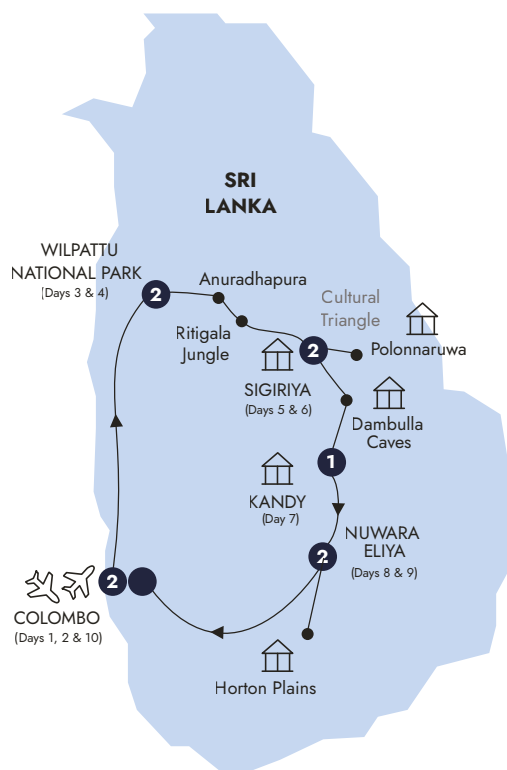 SRI
LANKA
WILPATTU
NATIONAL PARK
(Days 3 & 4)
2
Anuradhapura
Ritigala
Jungle
Cultural
Triangle
Polonnaruwa
2
SIGIRIYA
(Days 5 & 6)
Dambulla
Caves
1
KANDY
(Day 7)
NUWARA
ELIYA
(Days 8 & 9)
2
2
COLOMBO
(Days 1, 2 & 10)
Horton Plains